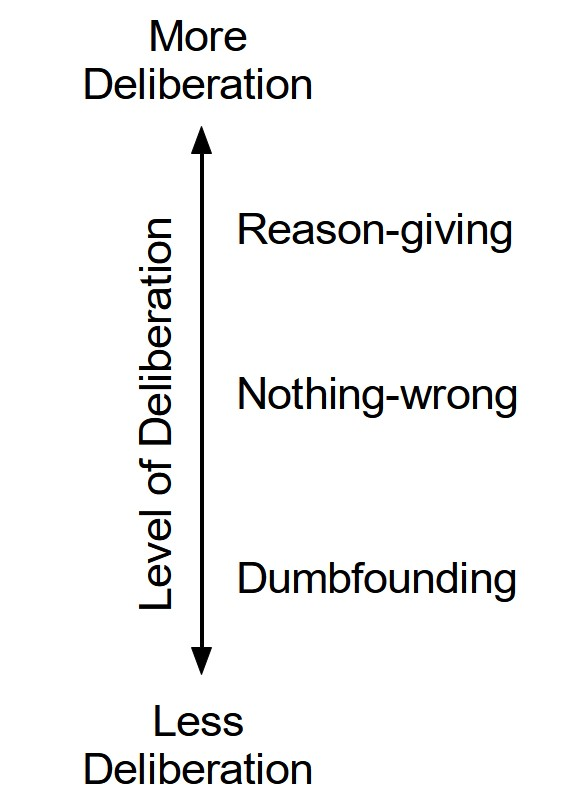 More
Deliberation
Level of Deliberation
Reason-giving
Nothing-wrong
Dumbfounding
Less
Deliberation